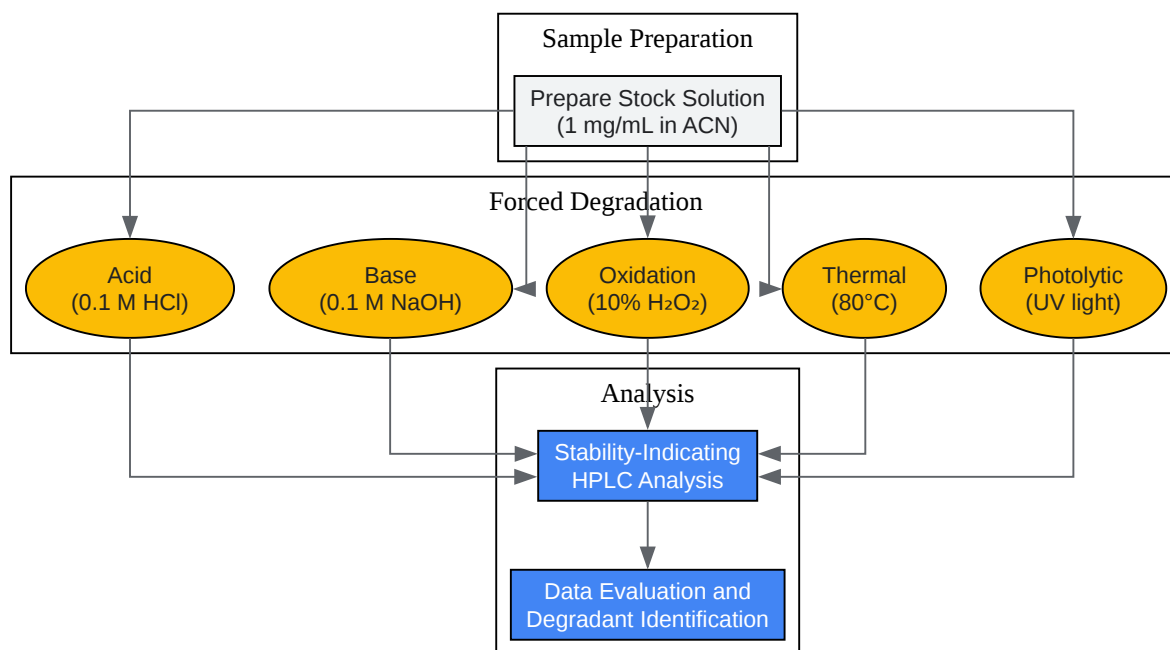 Sample Preparation
Prepare Stock Solution
(1 mg/mL in ACN)
Forced Degradation
Acid
(0.1 M HCl)
Base
(0.1 M NaOH)
Oxidation
(10% H₂O₂)
Thermal
(80°C)
Photolytic
(UV light)
Analysis
Stability-Indicating
HPLC Analysis
Data Evaluation and
Degradant Identification